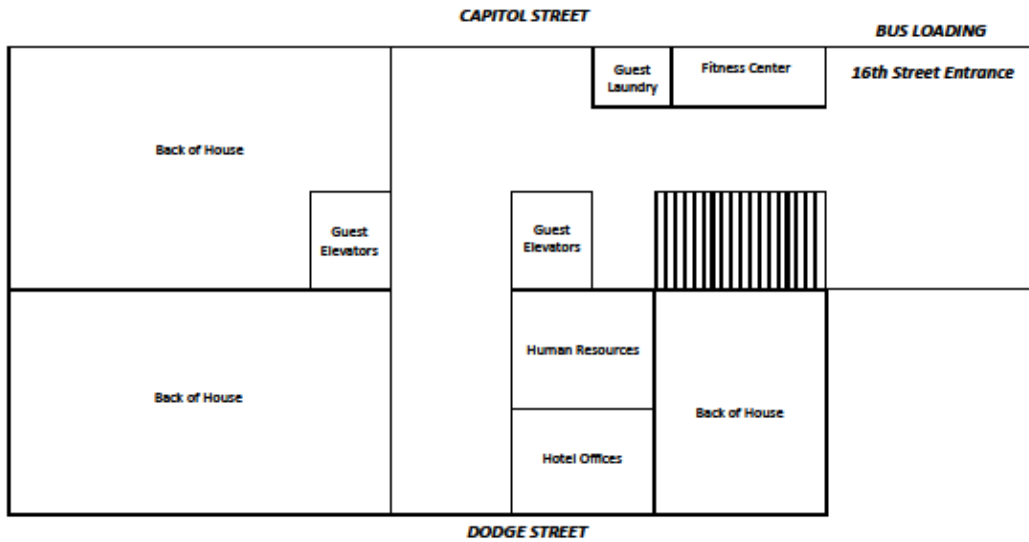 CAPITOL STREET
BUS LOADING
Guest
Laundry
Fitness Center
16th Street Entrance
Back of House
Guest
Elevators
Guest
Elevators
Human Resources
Back of House
Back of House
Hotel Offices
DODGE STREET